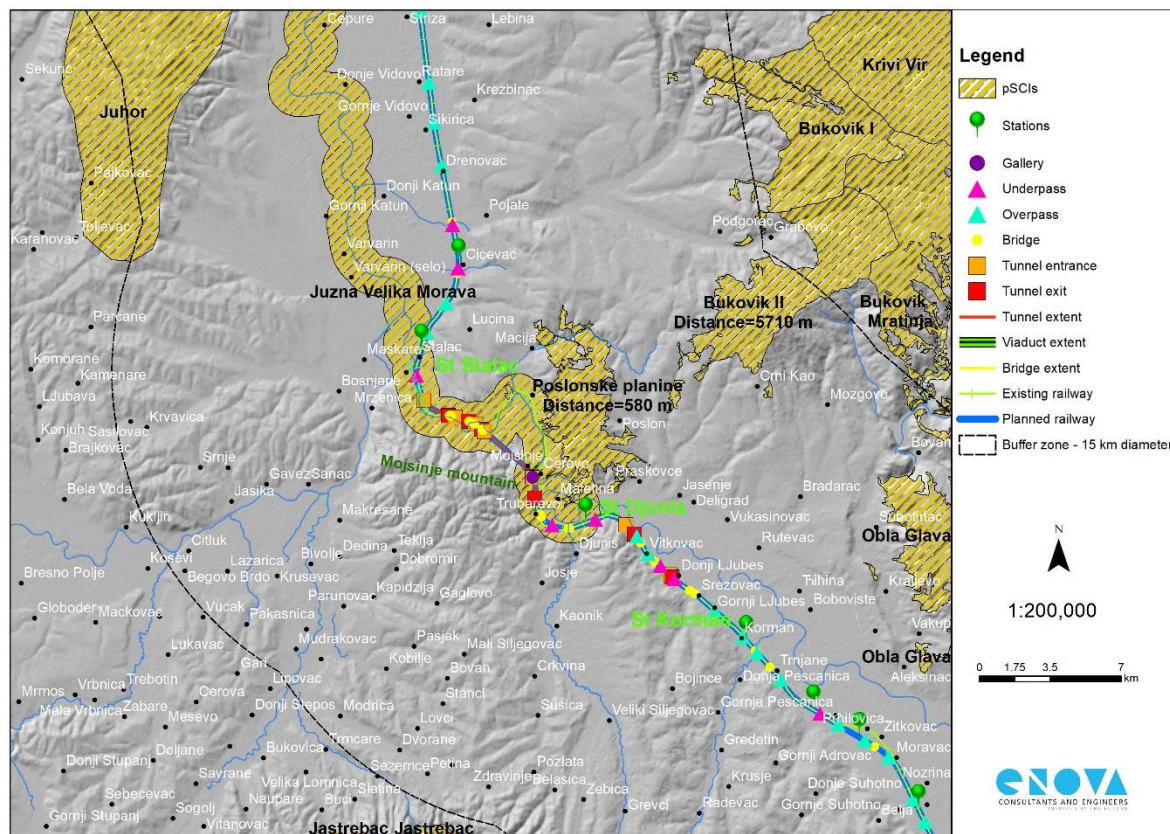 Cepure
Siriza
Lebina
Sekuric
Donje Vidovo
Ratare
Krezbinac
Krivi Vir
Juhor
Gornje Vidovo
Sikirica
Bukovik I
Drenovac
Pajkovac
Donji Katun
Gornji Katun
Pojate
Podgorac
Grabovo
Karanovac
Toljevac
Varvarin
Cicevac
Varvarin (selo)
Juzna Velika Morava
Bukovik II
Distance=5710 m
Bukovik
Mratinja
Parcane
Lucina
Macija
Maskare
Stalac
St Stalac
Komorane
Kamenare
Bosnjane
Poslonske planine
Distance=580 m
Crni Kao
Mozgovo
LJubava
Mrzenica
Krvavica
Poslon
Konjuh
Sasilovac
Brajkovac
Bovan
Srnje
Gavez
Sanac
Mojsinje mountain
Mojsinje
Cerovo
Praskovce
Bela Voda
Jasika
Maletina
Jasenje
Bradarac
Trubarevo
St Djunis
Deligrad
Kukljin
Makresane
Vukasinovac
Subotinac
Citluk
Tekija
Dedina
Djunis
Vitkovac
Rutevac
Obla Glava
Kosevi
Lazarica
Bivolje
Dobromir
Bresno Polje
Begovo Brdo
Krusevac
Kapidzija
Josje
Donji LJubes
Srezovac
Tilhina
Kraljevo
Globoder
Mackovac
Vucak
Parunovac
Gaglovo
Gornji LJubes
Boboviste
Pakasnica
Kaonik
St Korman
Korman
Vakup
Lukavac
Mudrakovac
Pasjak
Mali Siljegovac
Gari
Kobilje
Bovan
Crkvina
Trnjane
Obla Glava
Mrmos
Vrbnica
Trebotin
Lipovac
Donja Pescanica
Aleksinac
Cerova
Stanci
Bojince
Mala Vrbnica
Zabare
Donji Stepos
Modrica
Susica
Gornja Pescanica
Mesevo
Lovci
Veliki Siljegovac
Prhilovica
Zitkovac
Doljane
Bukovica
Trmcare
Dvorane
Gredetin
Moravac
Donji Stupanj
Sezemce
Petina
Pozlata
Gornji Adrovac
Savrane
Velika Lomnica
Zdravinje
Belasica
Krusje
Nozrina
Sebecevac
Slatina
Zebica
Donje Suhotno
Gornji Stupanj
Sogolj
Naupare
Buci
Grevci
Radevac
Gornje Suhotno
Belja
Vitanovac
Jastrebac Jastrebac
Legend
pSCIs
Stations
Gallery
Underpass
Overpass
Bridge
Tunnel entrance
Tunnel exit
Tunnel extent
Viaduct extent
Bridge extent
Existing railway
Planned railway
Buffer zone - 15 km diameter
N
1:200,000
0 1.75 3.5 7
km
enova
CONSULTANTS AND ENGINEERS